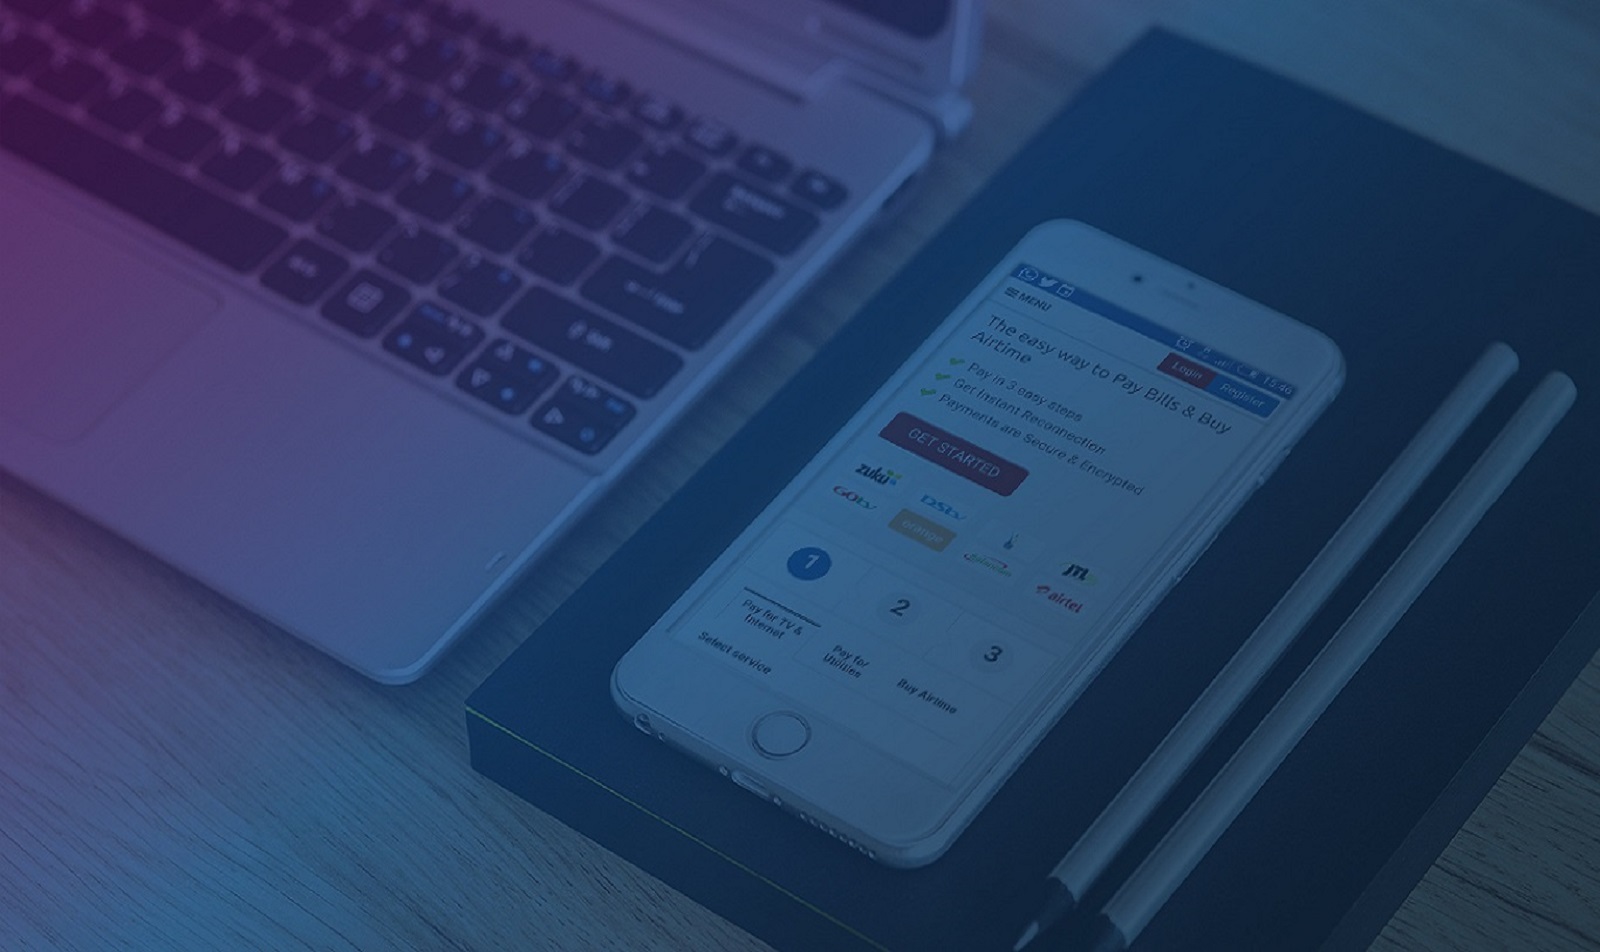 15:46
MENU
Login
Register
The easy way to Pay Bills & Buy
Airtime
Pay in 3 easy steps
Get Instant Reconnection
Payments are Secure & Encrypted
GET STARTED
zuku
DStv
JTL
GOtv
orange
airtel
1
2
3
Pay for TV &
Internet
Pay for
Utilities
Buy Airtime
Select service